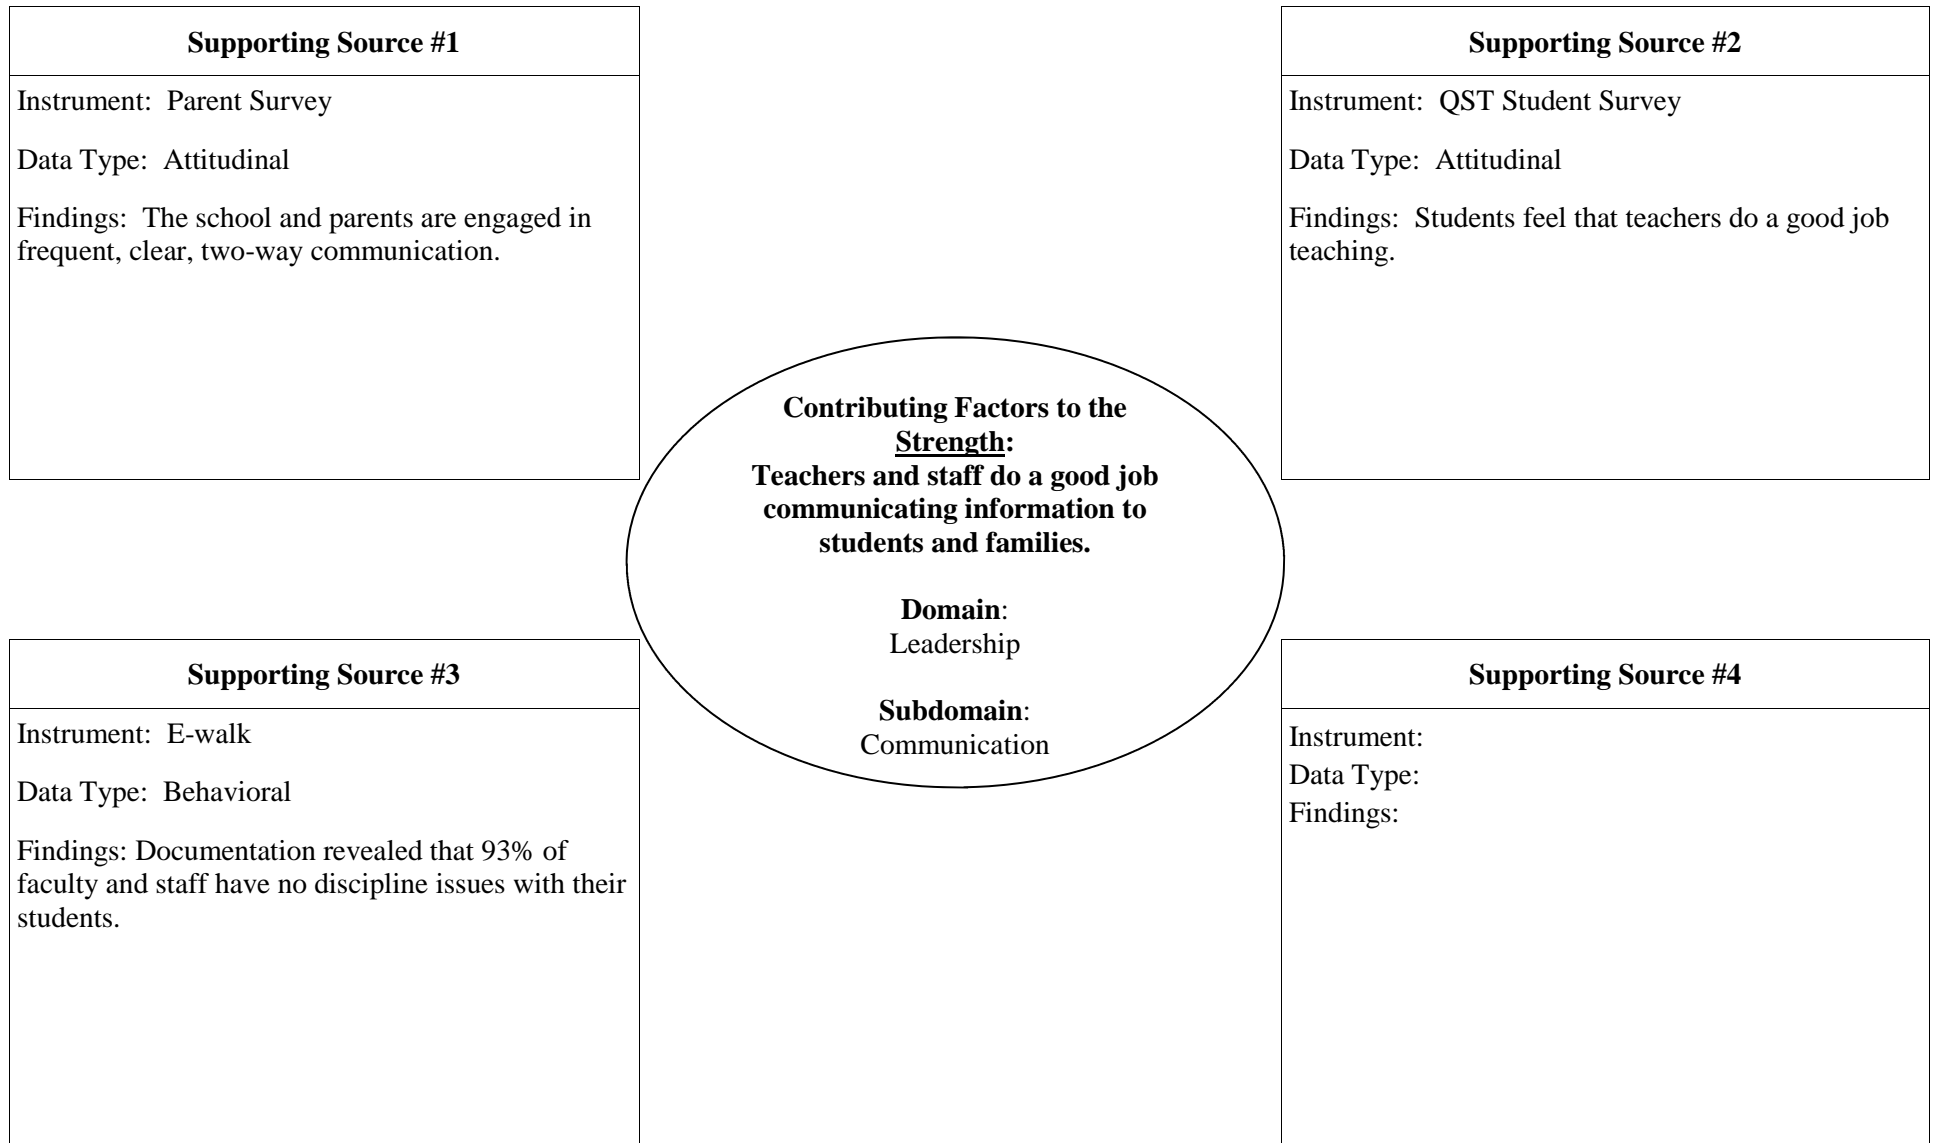 Supporting Source #1
Instrument: Parent Survey
Data Type: Attitudinal
Findings: The school and parents are engaged in
frequent, clear, two-way communication.
Supporting Source #2
Instrument: QST Student Survey
Data Type: Attitudinal
Findings: Students feel that teachers do a good job
teaching.
Contributing Factors to the
Strength:
Teachers and staff do a good job
communicating information to
students and families.
Domain:
Leadership
Subdomain:
Communication
Supporting Source #3
Instrument: E-walk
Data Type: Behavioral
Findings: Documentation revealed that 93% of
faculty and staff have no discipline issues with their
students.
Supporting Source #4
Instrument:
Data Type:
Findings: